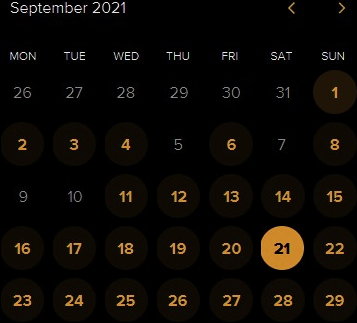 September 2021
MON TUE WED THU FRI SAT SUN
26 27 28 29 30 31 1
2 3 4 5 6 7 8
9 10 11 12 13 14 15
16 17 18 19 20 21 22
23 24 25 26 27 28 29